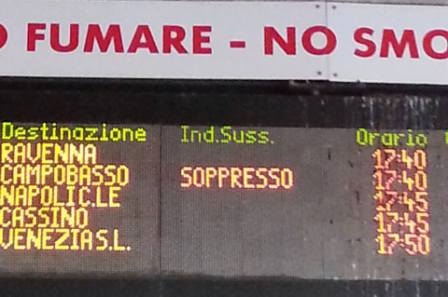 FUMARE - NO SMO
Destinazione Ind.Suss. Orario
RAVENNA 17:40
CAMPOBASSO SOPPRESSO 17:40
NAPOLI C.LE 17:45
CASSINO 17:45
VENEZIA S.L. 17:50